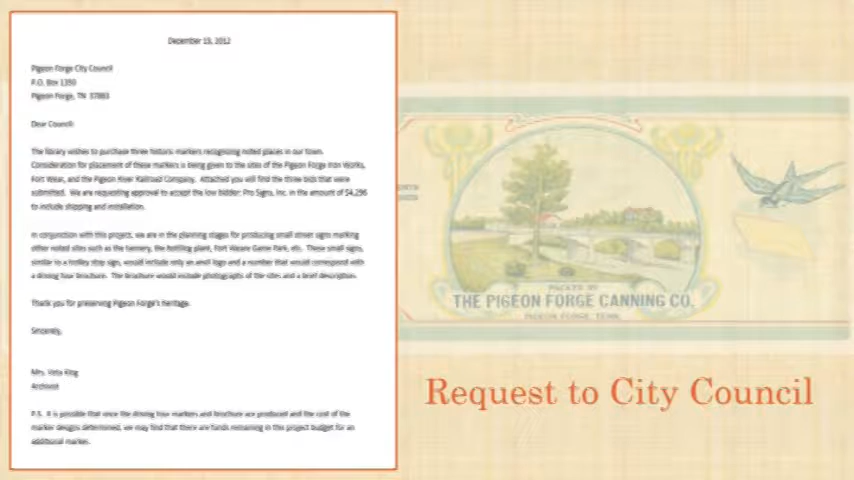 December 13, 2012
Pigeon Forge City Council
P.O. Box 1350
Pigeon Forge, TN 37863
Dear Council:
The library wishes to purchase three historic markers recognizing noted places in our town.
Consideration for placement of these markers is being given to the sites of the Pigeon Forge Iron Works,
Fort Wear, and the Pigeon River Railroad Company. Attached you will find the three bids that were
submitted. We are requesting approval to accept the low bidder: Pro Signs, Inc. in the amount of $4,296
to include shipping and installation.
In conjunction with this project, we are in the planning stages for producing small street signs marking
other noted sites such as the tannery, the bottling plant, Fort Weare Game Park, etc. These small signs,
similar to a trolley stop sign, would include only an small logo and a number that would correspond with
a driving tour brochure. The brochure would include photographs of the sites and a brief description.
Thank you for preserving Pigeon Forge's heritage.
Sincerely,
Mrs. Veta King
Archivist
P.S. It is possible that once the driving tour markers and brochure are produced and the cost of the
marker designs determined, we may find that there are funds remaining in this project budget for an
additional marker.
PACKED BY
THE PIGEON FORGE CANNING CO.
PIGEON FORGE, TENN.
Request to City Council